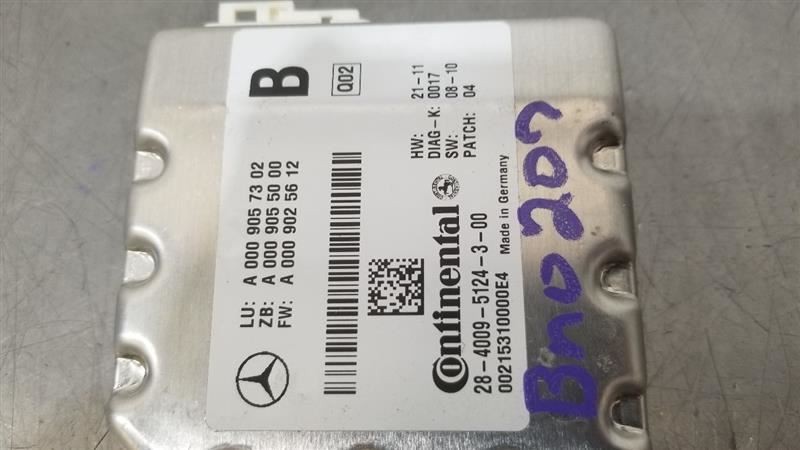 B
Q02
LU: A 000 905 73 02
ZB: A 000 905 50 00
FW: A 000 902 56 12
HW: 21-11
DIAG-K: 0017
SW: 08-10
PATCH: 04
Continental
28-4009-5124-3-00
00215310000E4 Made in Germany
BNO 207